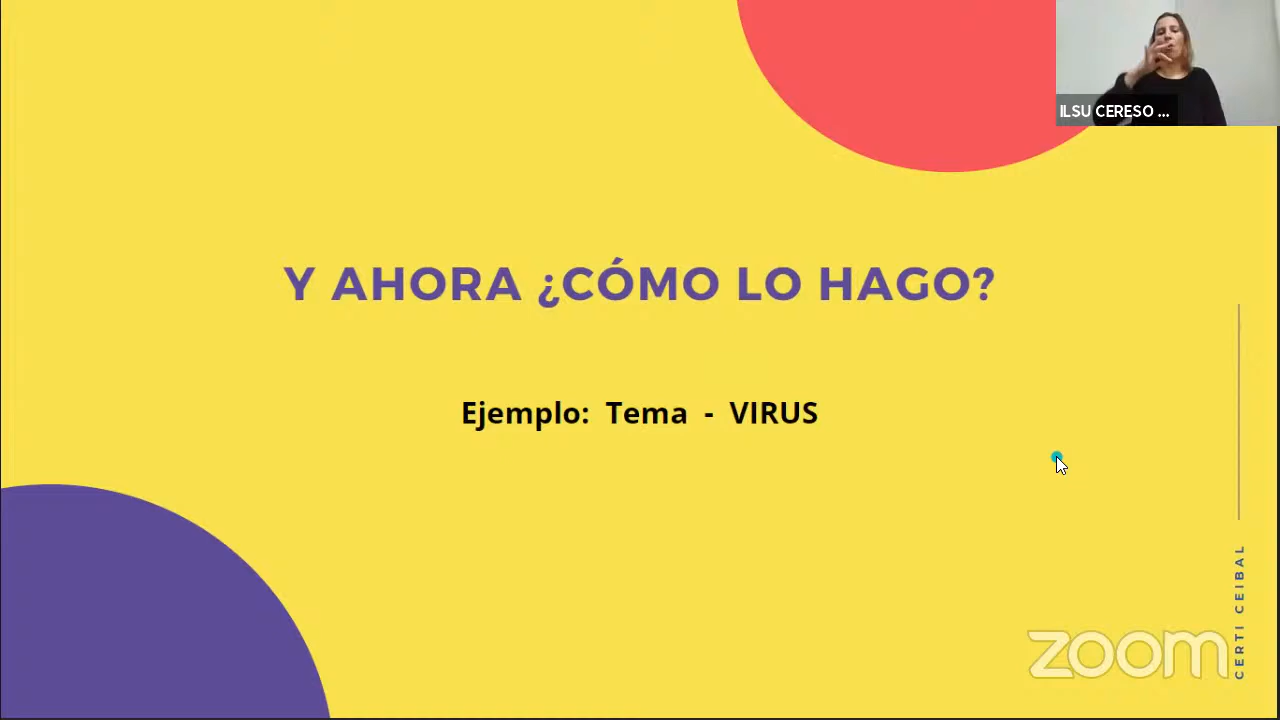 ILSU CERESO ...
Y AHORA ¿CÓMO LO HAGO?
Ejemplo: Tema - VIRUS
CERTI CEIBAL
zoom